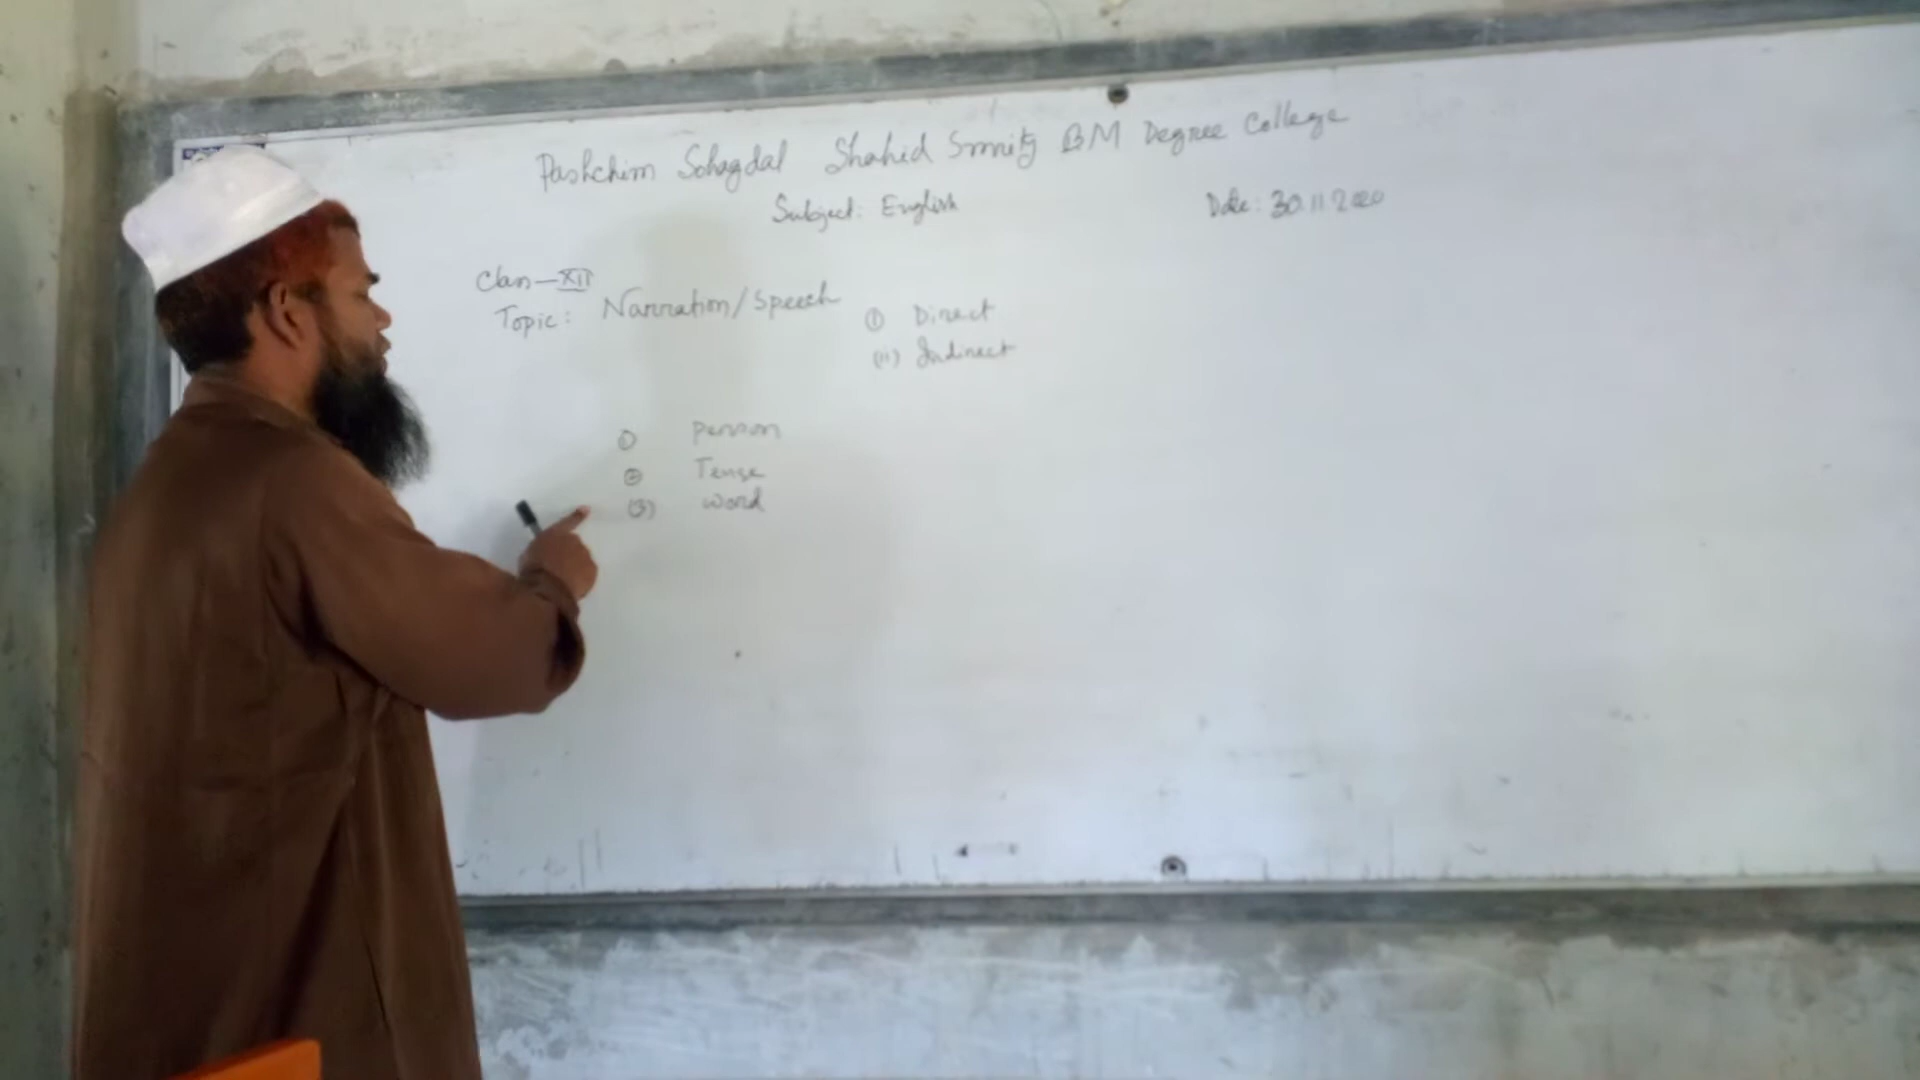 Pashchim Sohagdal Shahid Smrity BM Degree College
Subject: English
Date: 30.11.2020
Class-XII
Topic: Narration/Speech
(i) Direct
(ii) Indirect
① Person
② Tense
(3) Word